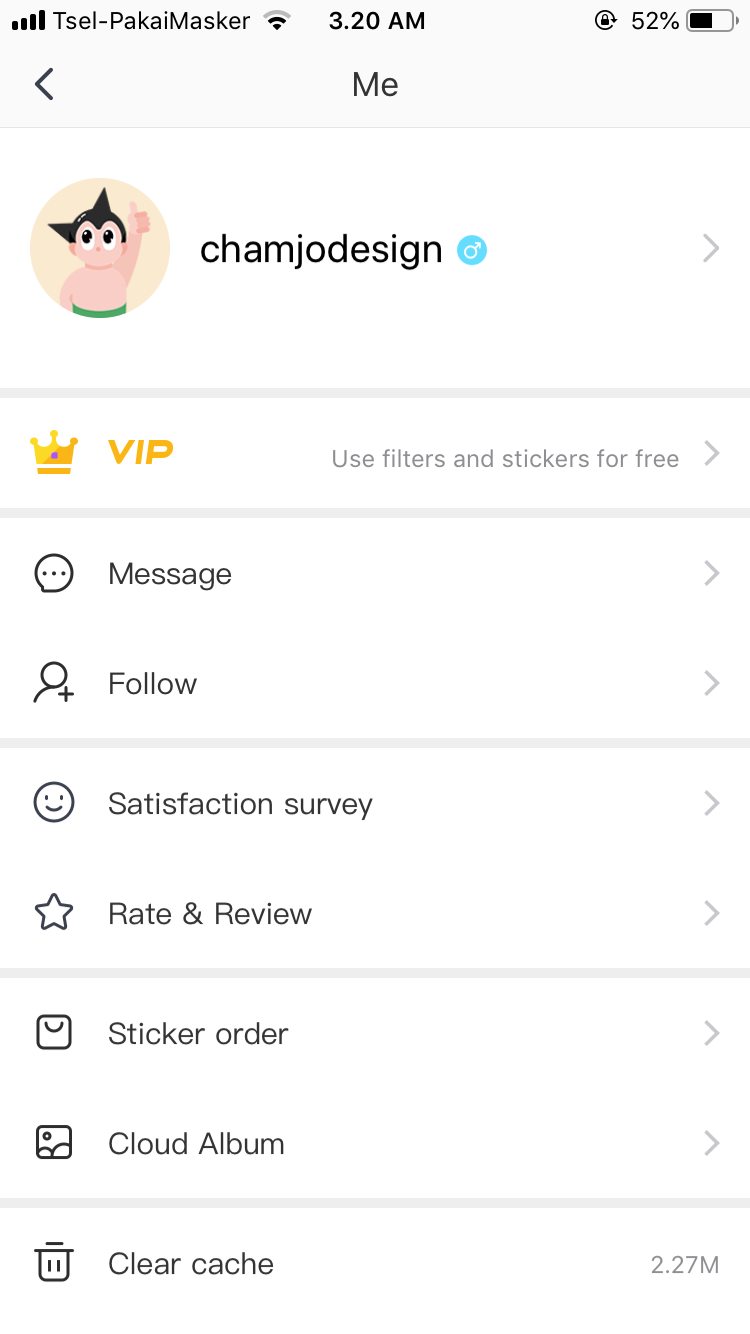 Tsel-PakaiMasker 3.20 AM 52%
Me
chamjodesign
VIP Use filters and stickers for free
Message
Follow
Satisfaction survey
Rate & Review
Sticker order
Cloud Album
Clear cache 2.27M